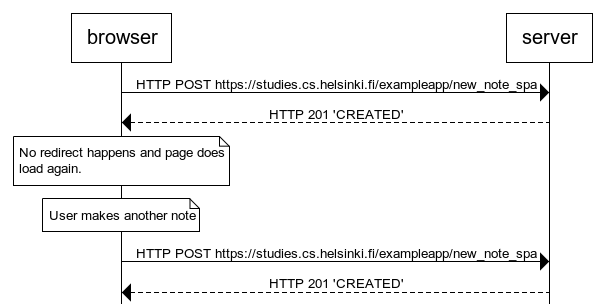 browser
server
HTTP POST https://studies.cs.helsinki.fi/exampleapp/new_note_spa
HTTP 201 'CREATED'
No redirect happens and page does
load again.
User makes another note
HTTP POST https://studies.cs.helsinki.fi/exampleapp/new_note_spa
HTTP 201 'CREATED'